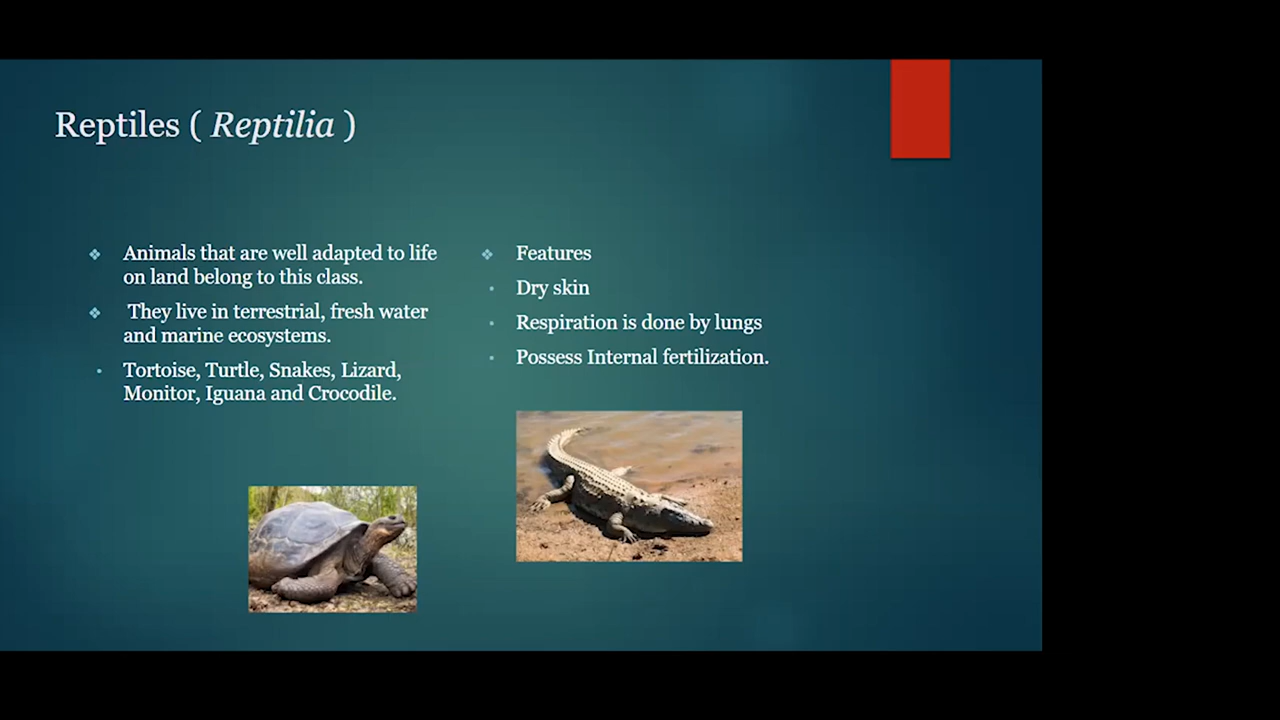 Reptiles ( Reptilia )
Animals that are well adapted to life
on land belong to this class.
They live in terrestrial, fresh water
and marine ecosystems.
Tortoise, Turtle, Snakes, Lizard,
Monitor, Iguana and Crocodile.
Features
Dry skin
Respiration is done by lungs
Possess Internal fertilization.